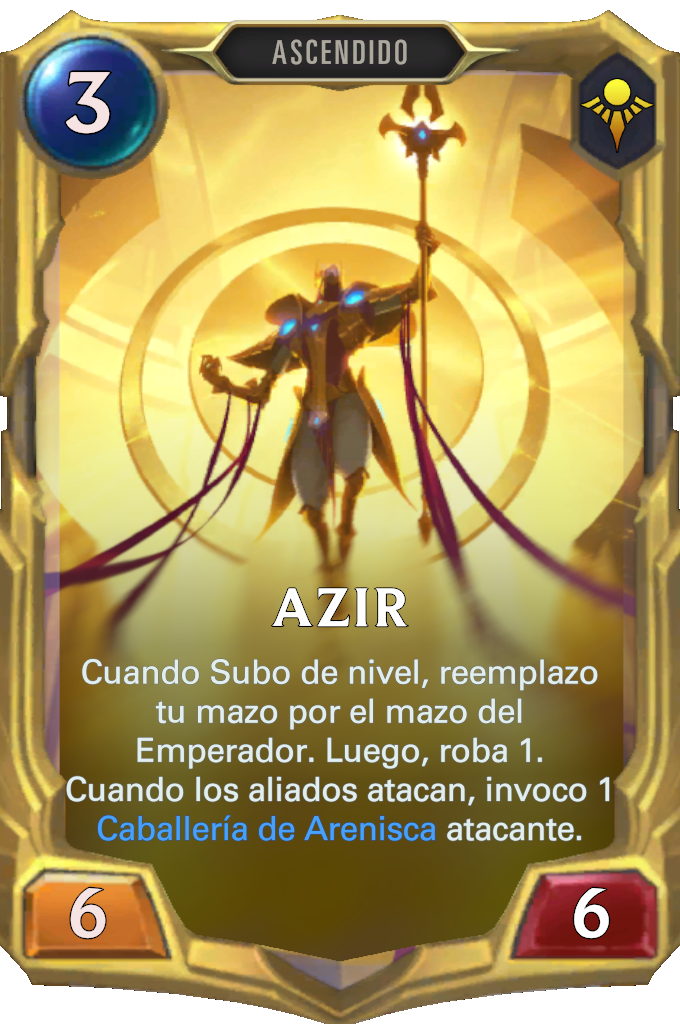 ASCENDIDO
3
AZIR
Cuando Subo de nivel, reemplazo
tu mazo por el mazo del
Emperador. Luego, roba 1.
Cuando los aliados atacan, invoco 1
Caballería de Arenisca atacante.
6
6